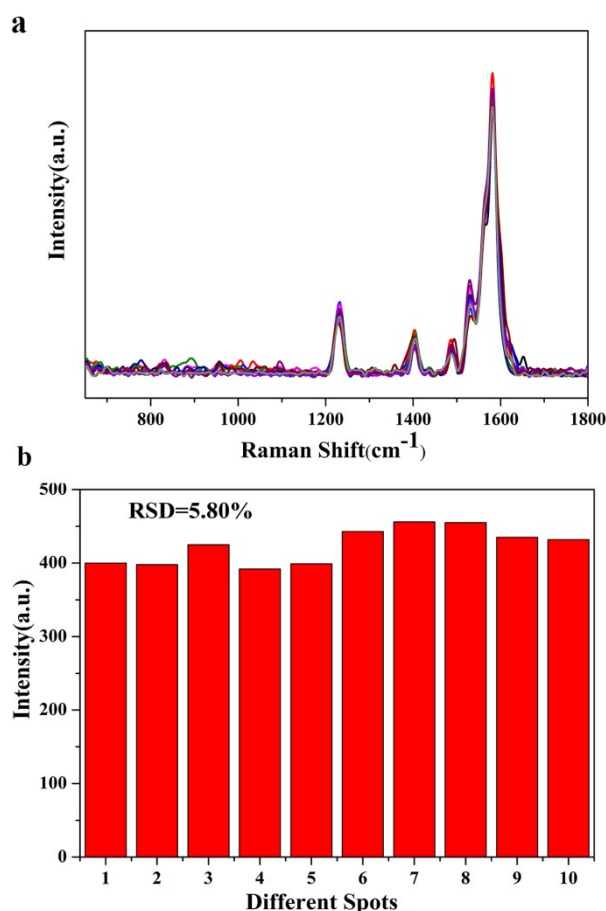 a
Intensity(a.u.)
800 1000 1200 1400 1600 1800
Raman Shift(cm-1)
b
500
400
300
200
100
0
RSD=5.80%
Intensity(a.u.)
1 2 3 4 5 6 7 8 9 10
Different Spots